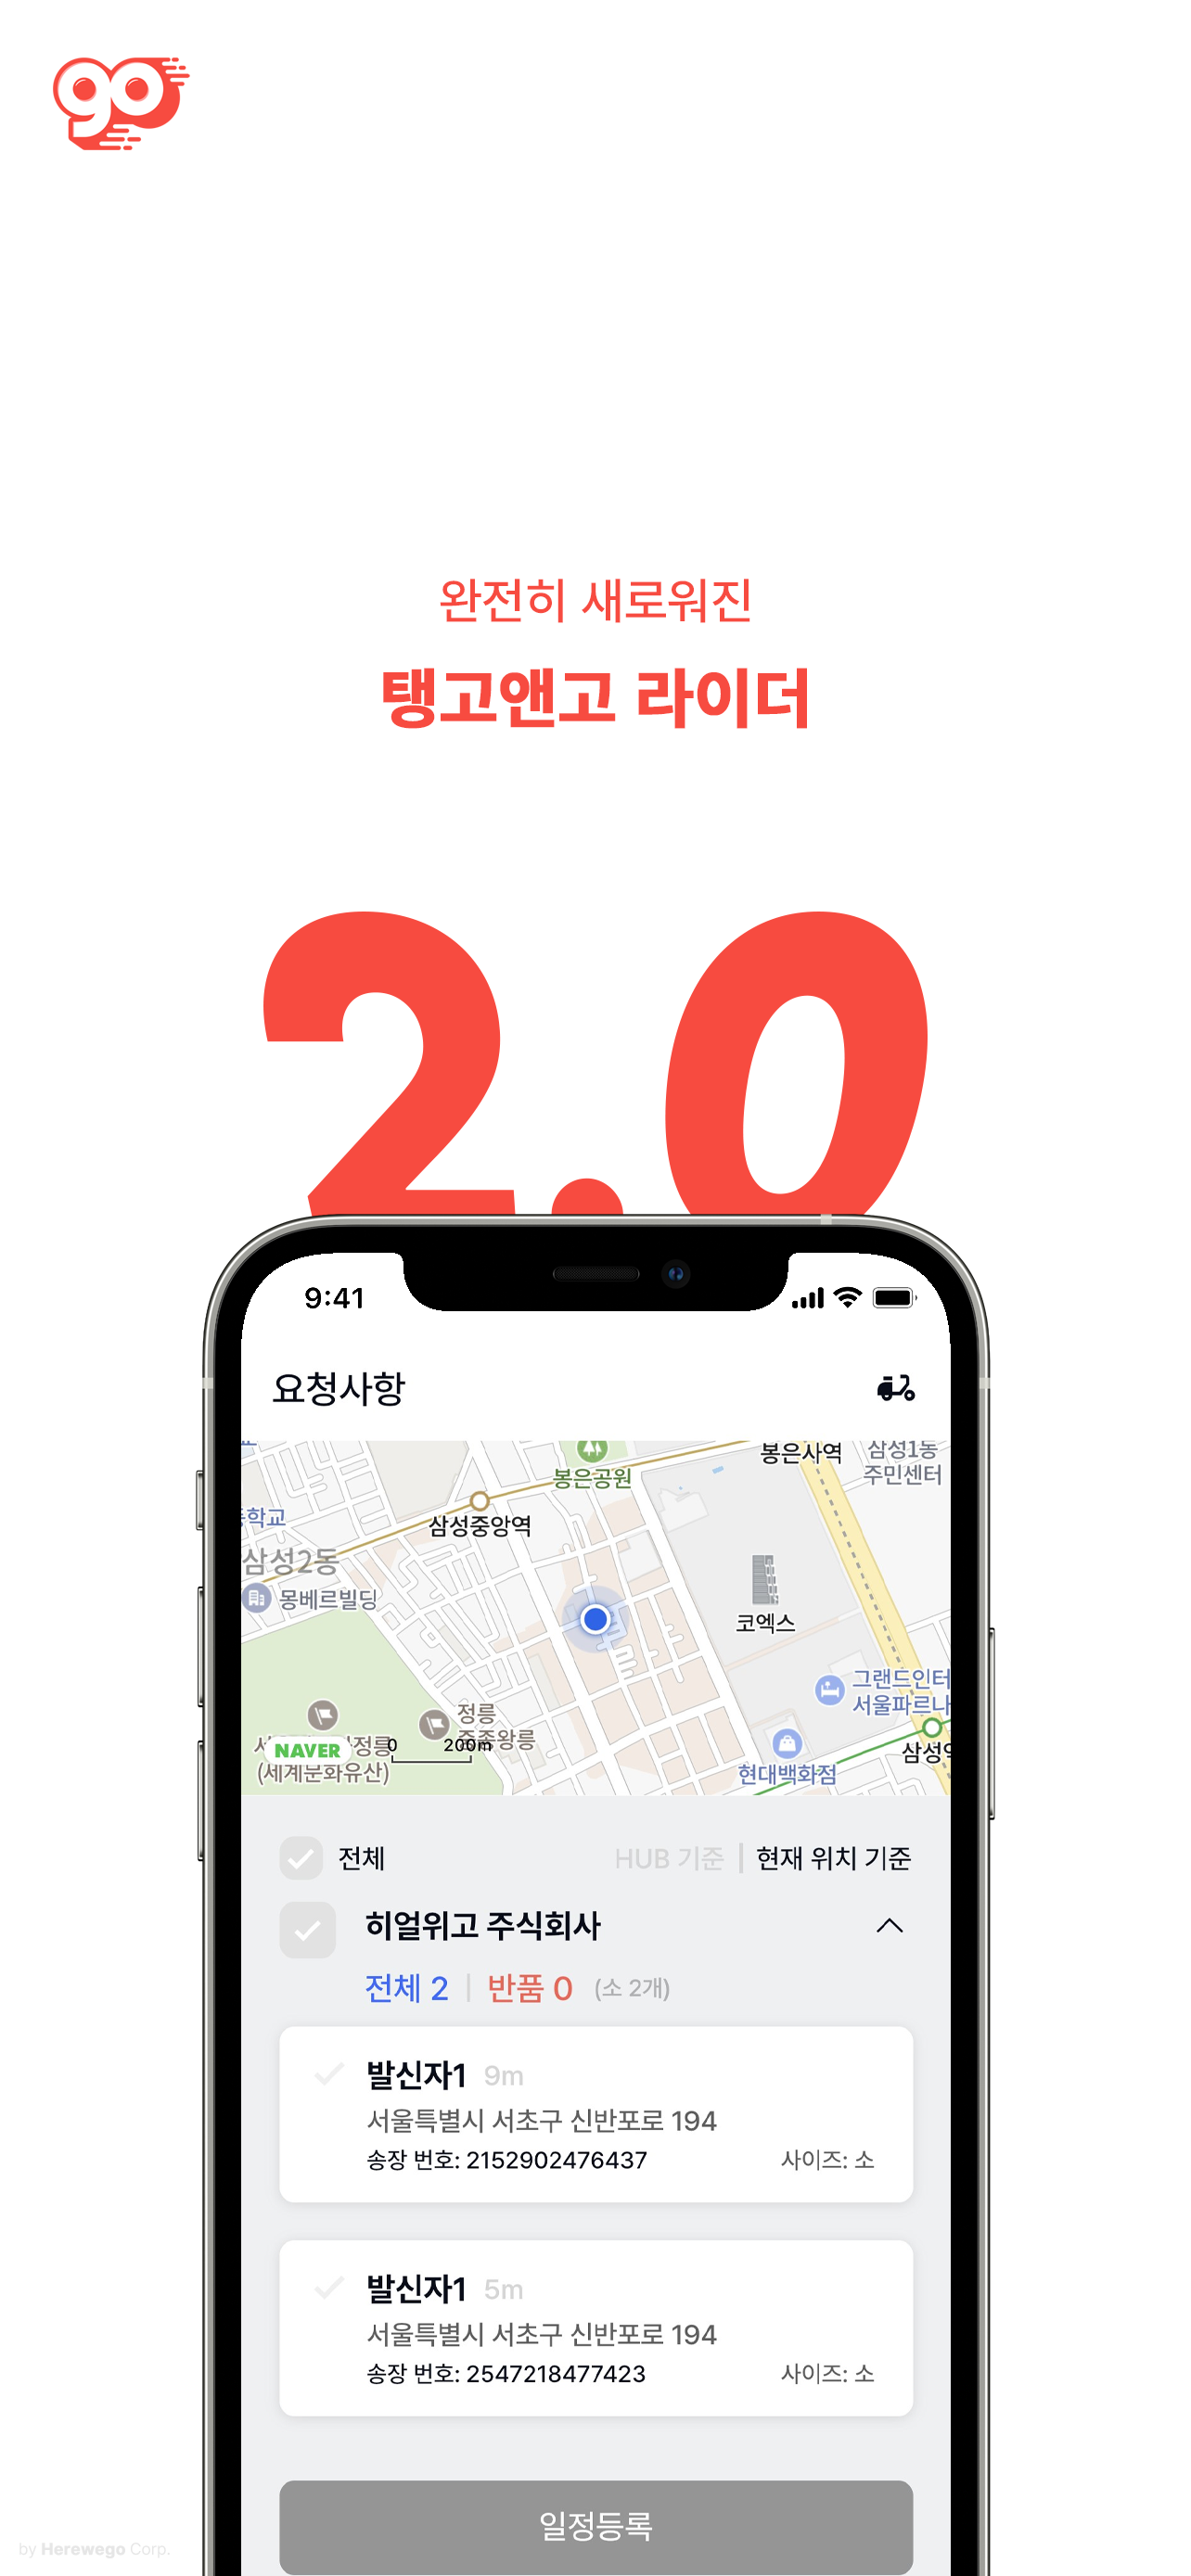 go
완전히 새로워진
탱고앤고 라이더
2.0
9:41
요청사항
봉은사역
삼성1동
주민센터
봉은공원
삼성중앙역
등학교
삼성2동
몽베르빌딩
코엑스
그랜드인터
서울파르나
정릉
중종왕릉
정릉
(세계문화유산)
NAVER
0 200m
삼성역
현대백화점
전체
HUB 기준 | 현재 위치 기준
히얼위고 주식회사
전체 2 | 반품 0 (소 2개)
발신자1 9m
서울특별시 서초구 신반포로 194
송장 번호: 2152902476437 사이즈: 소
발신자1 5m
서울특별시 서초구 신반포로 194
송장 번호: 2547218477423 사이즈: 소
일정등록
by Herewego Corp.